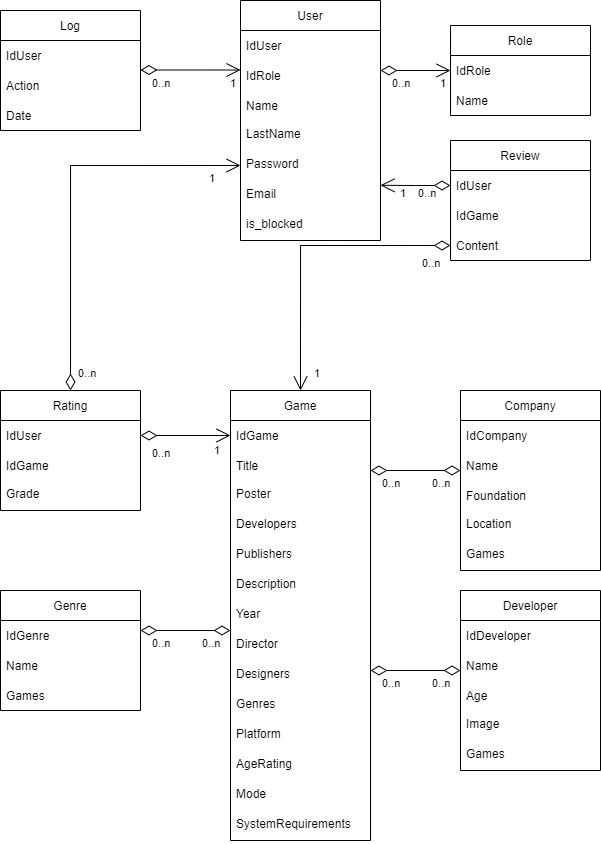 Log
IdUser
Action
Date
0..n
1
User
IdUser
IdRole
Name
LastName
Password
Email
is_blocked
0..n
1
Role
IdRole
Name
Review
IdUser
IdGame
Content
1
0..n
0..n
1
1
0..n
Rating
IdUser
IdGame
Grade
0..n
1
Game
IdGame
Title
Poster
Developers
Publishers
Description
Year
Director
Designers
Genres
Platform
AgeRating
Mode
SystemRequirements
0..n
0..n
Company
IdCompany
Name
Foundation
Location
Games
Genre
IdGenre
Name
Games
0..n
0..n
0..n
0..n
Developer
IdDeveloper
Name
Age
Image
Games